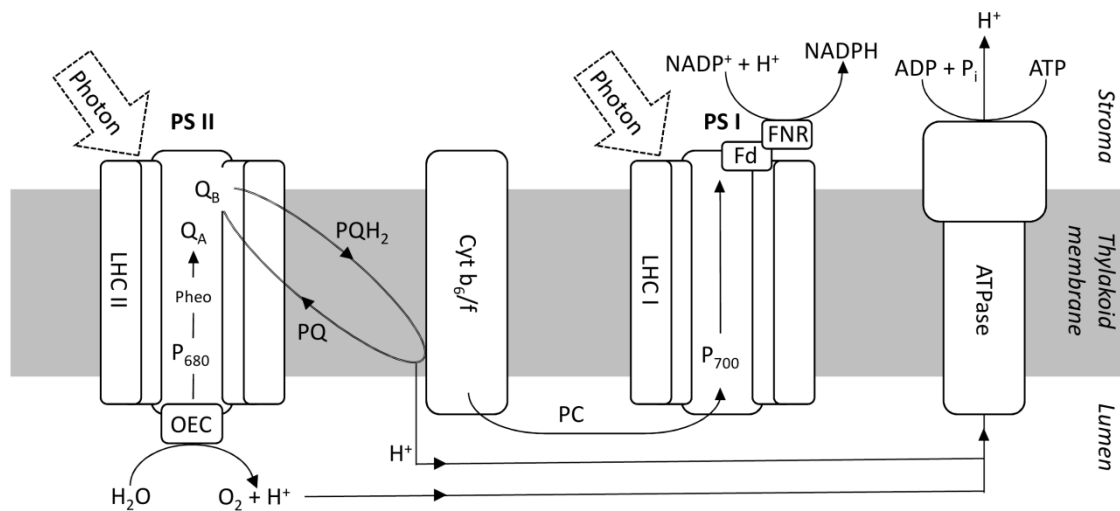 H⁺
NADP⁺ + H⁺
NADPH
ADP + Pᵢ
ATP
Stroma
Photon
Photon
PS II
PS I
FNR
Fd
Q_B
Q_A
PQH₂
Pheo
PQ
P₆₈₀
LHC II
Cyt b₆/f
LHC I
P₇₀₀
ATPase
Thylakoid
membrane
OEC
PC
H⁺
Lumen
H₂O
O₂ + H⁺